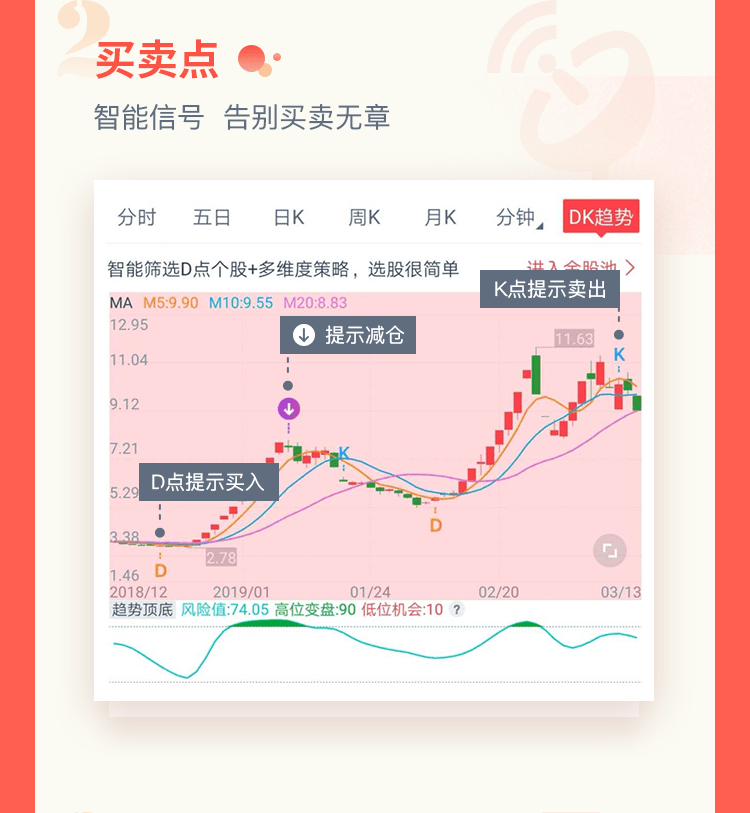 2
买卖点
智能信号 告别买卖无章
分时 五日 日K 周K 月K 分钟 DK趋势
智能筛选D点个股+多维度策略，选股很简单 进入金股池
K点提示卖出
MA M5:9.90 M10:9.55 M20:8.83
12.95
提示减仓
11.63
11.04
K
9.12
7.21
K
D点提示买入
5.29
D
3.38
2.78
D
1.46
2018/12 2019/01 01/24 02/20 03/13
趋势顶底 风险值:74.05 高位变盘:90 低位机会:10 ?